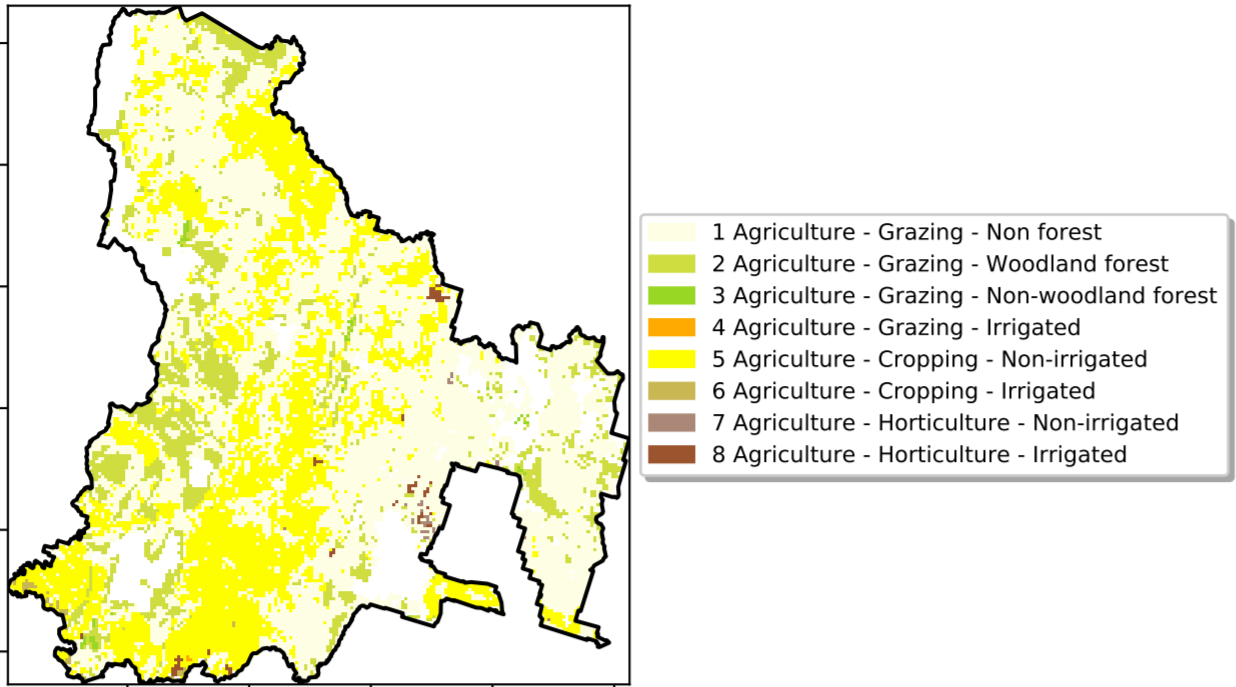 1 Agriculture - Grazing - Non forest
2 Agriculture - Grazing - Woodland forest
3 Agriculture - Grazing - Non-woodland forest
4 Agriculture - Grazing - Irrigated
5 Agriculture - Cropping - Non-irrigated
6 Agriculture - Cropping - Irrigated
7 Agriculture - Horticulture - Non-irrigated
8 Agriculture - Horticulture - Irrigated